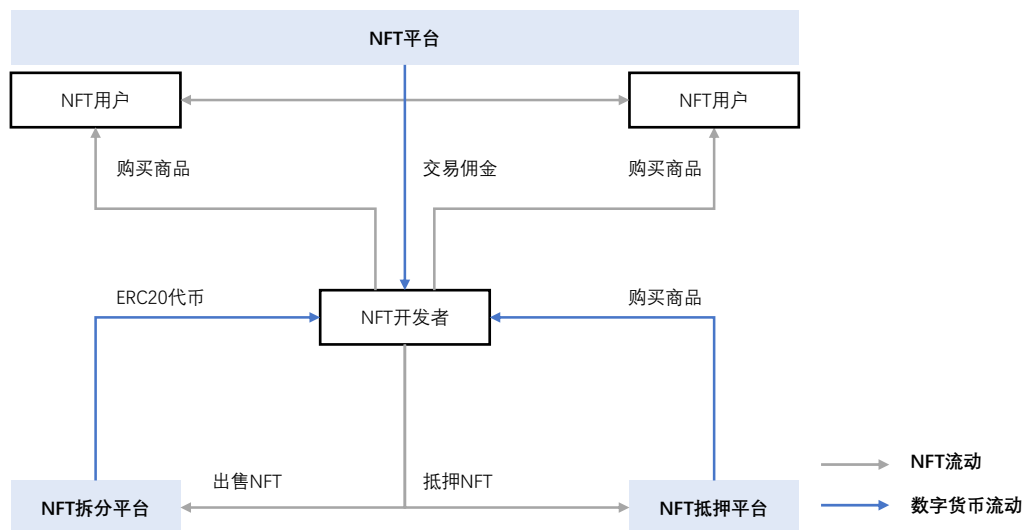 NFT平台
NFT用户
NFT用户
购买商品
交易佣金
购买商品
ERC20代币
购买商品
NFT开发者
出售NFT
抵押NFT
NFT流动
NFT拆分平台
NFT抵押平台
数字货币流动